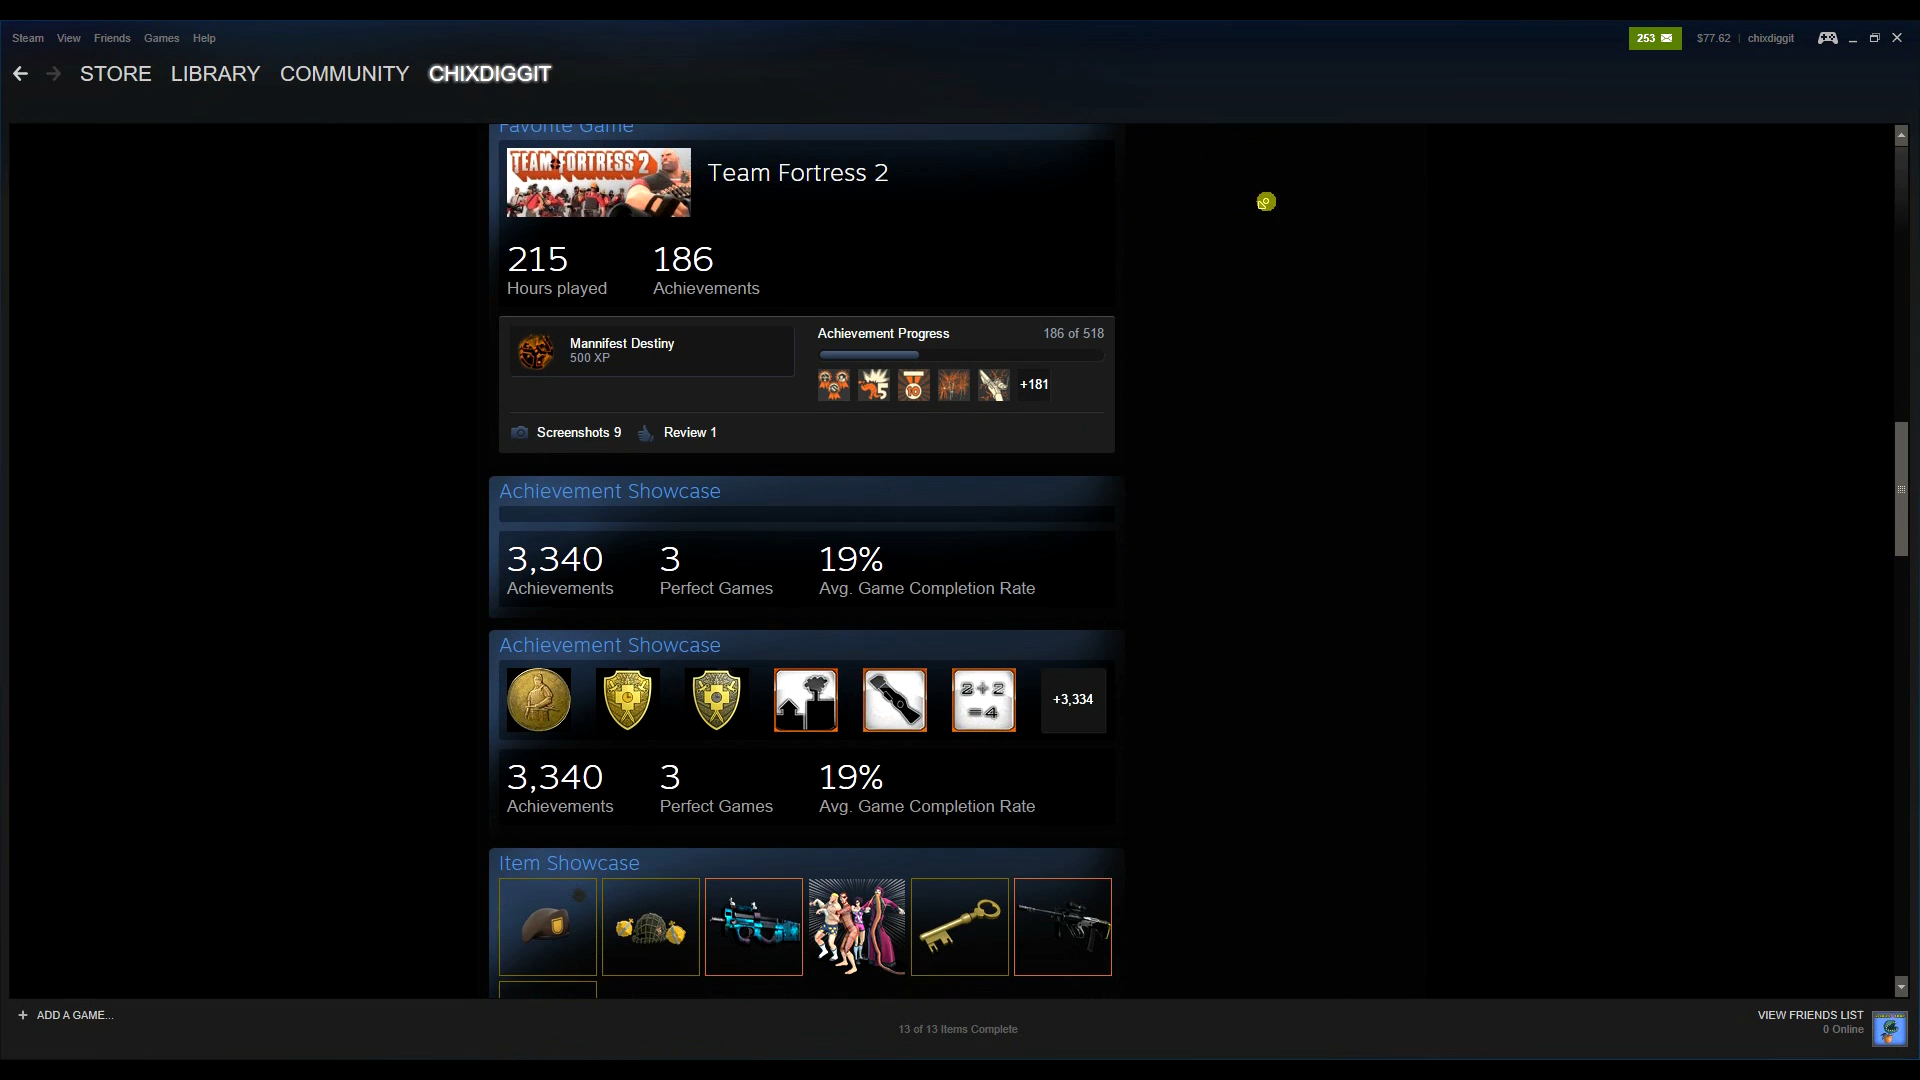 Steam View Friends Games Help
253
$77.62 | chixdiggit
STORE LIBRARY COMMUNITY CHIXDIGGIT
Favorite Game
TEAM FORTRESS 2
Team Fortress 2
215 186
Hours played Achievements
Mannifest Destiny
500 XP
Achievement Progress 186 of 518
5 10 +181
Screenshots 9 Review 1
Achievement Showcase
3,340 3 19%
Achievements Perfect Games Avg. Game Completion Rate
Achievement Showcase
2+2
=4
+3,334
3,340 3 19%
Achievements Perfect Games Avg. Game Completion Rate
Item Showcase
+ ADD A GAME...
13 of 13 Items Complete
VIEW FRIENDS LIST
0 Online